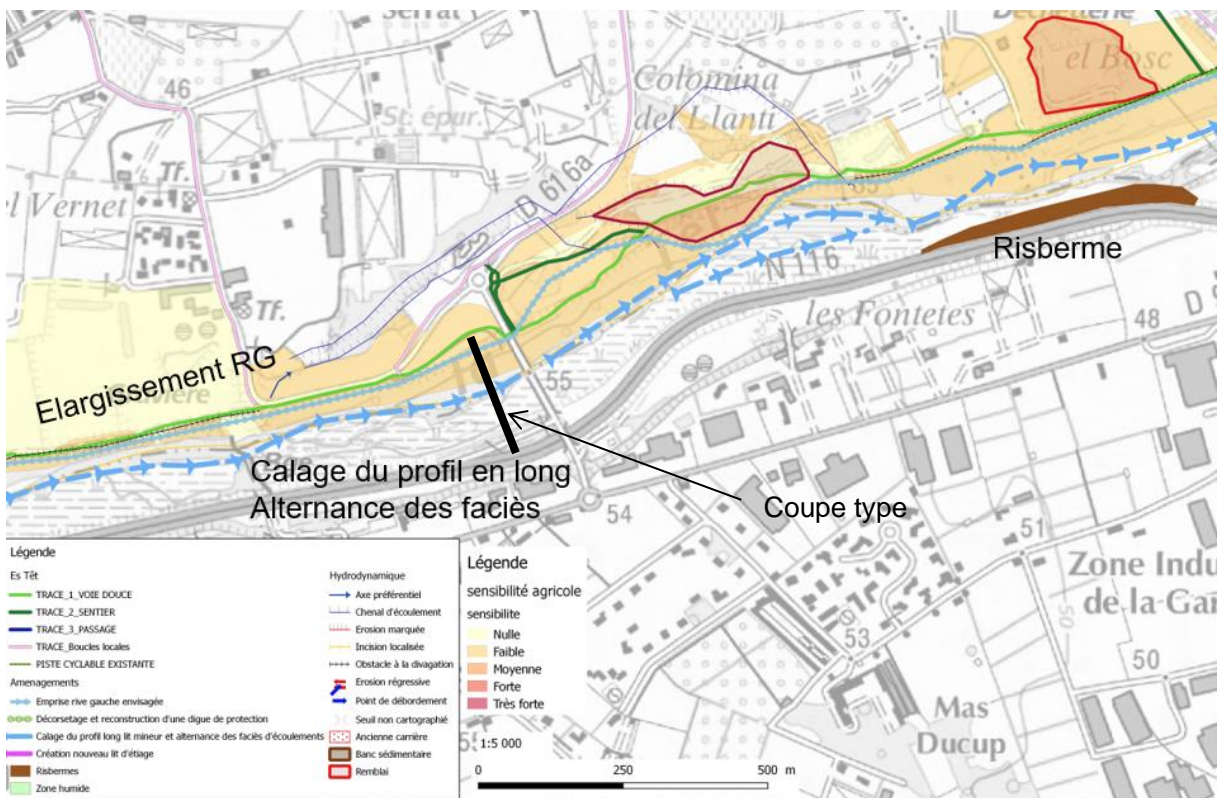 Serrat
Déchetterie
el Bosc
46
Colomina
del Llanti
D 616a
Tf.
el Vernet
Tf.
Risberme
N 116
les Fontetes
48
55
Elargissement RG
Calage du profil en long
Alternance des faciès
Coupe type
54
51
Zone Indu
de la Gar
53
50
50
Mas
Ducup
Légende
Es Têt
TRACE_1_VOIE DOUCE
TRACE_2_SENTIER
TRACE_3_PASSAGE
TRACE_Boucles locales
PISTE CYCLABLE EXISTANTE
Amenagements
Emprise rive gauche envisagée
Décorsetage et reconstruction d'une digue de protection
Calage du profil long lit mineur et alternance des faciès d'écoulements
Création nouveau lit d'étiage
Risbermes
Zone humide
Hydrodynamique
Axe préférentiel
Chenal d'écoulement
Erosion marquée
Incision localisée
Obstacle à la divagation
Erosion régressive
Point de débordement
Seuil non cartographié
Ancienne carrière
Banc sédimentaire
Remblai
Légende
sensibilité agricole
sensibilite
Nulle
Faible
Moyenne
Forte
Très forte
1:5 000
0 250 500 m